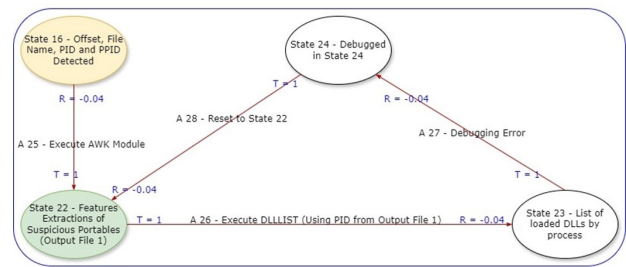 State 16 - Offset, File
Name, PID and PPID
Detected
State 24 - Debugged
in State 24
T = 1
R = -0.04
R = -0.04
A 28 - Reset to State 22
A 27 - Debugging Error
A 25 - Execute AWK Module
T = 1
T = 1
R = -0.04
State 22 - Features
Extractions of
Suspicious Portables
(Output File 1)
T = 1
A 26 - Execute DLLLIST (Using PID from Output File 1)
R = -0.04
State 23 - List of
loaded DLLs by
process